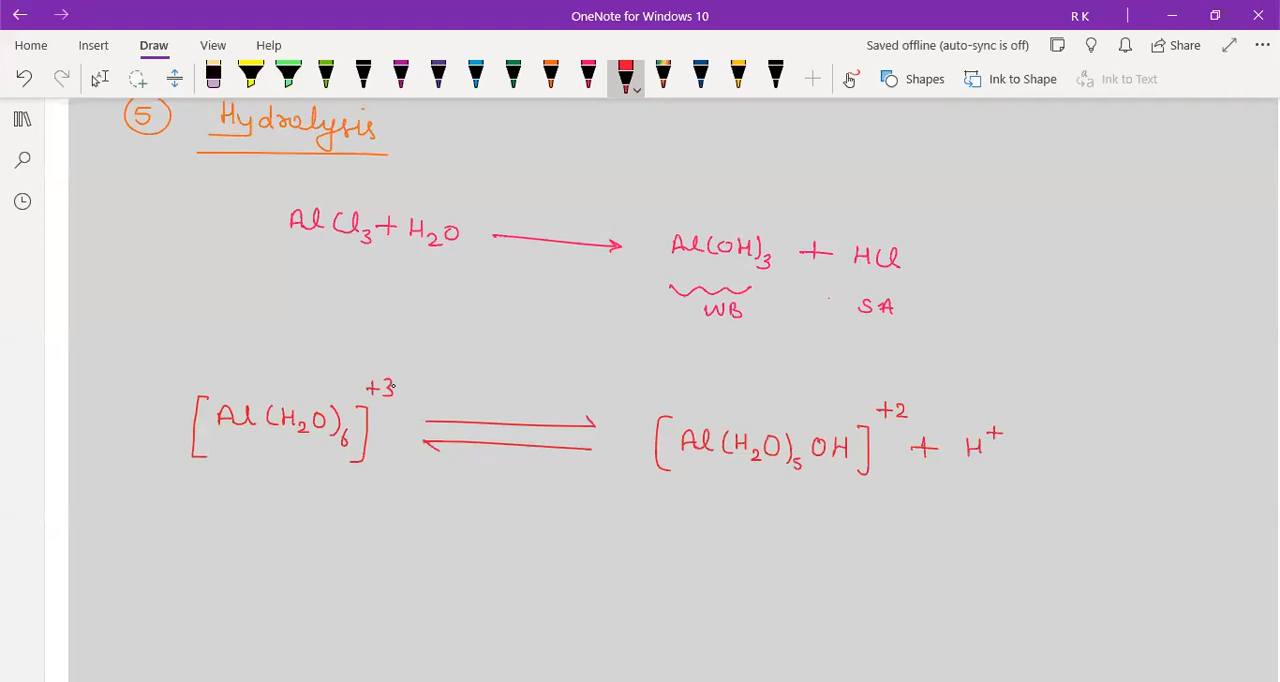 OneNote for Windows 10
R K
Home Insert Draw View Help
Saved offline (auto-sync is off) Share
Shapes Ink to Shape Ink to Text
5 Hydrolysis
AlCl₃ + H₂O → Al(OH)₃ + HCl
WB SA
[Al(H₂O)₆]⁺³ ⇌ [Al(H₂O)₅OH]⁺² + H⁺